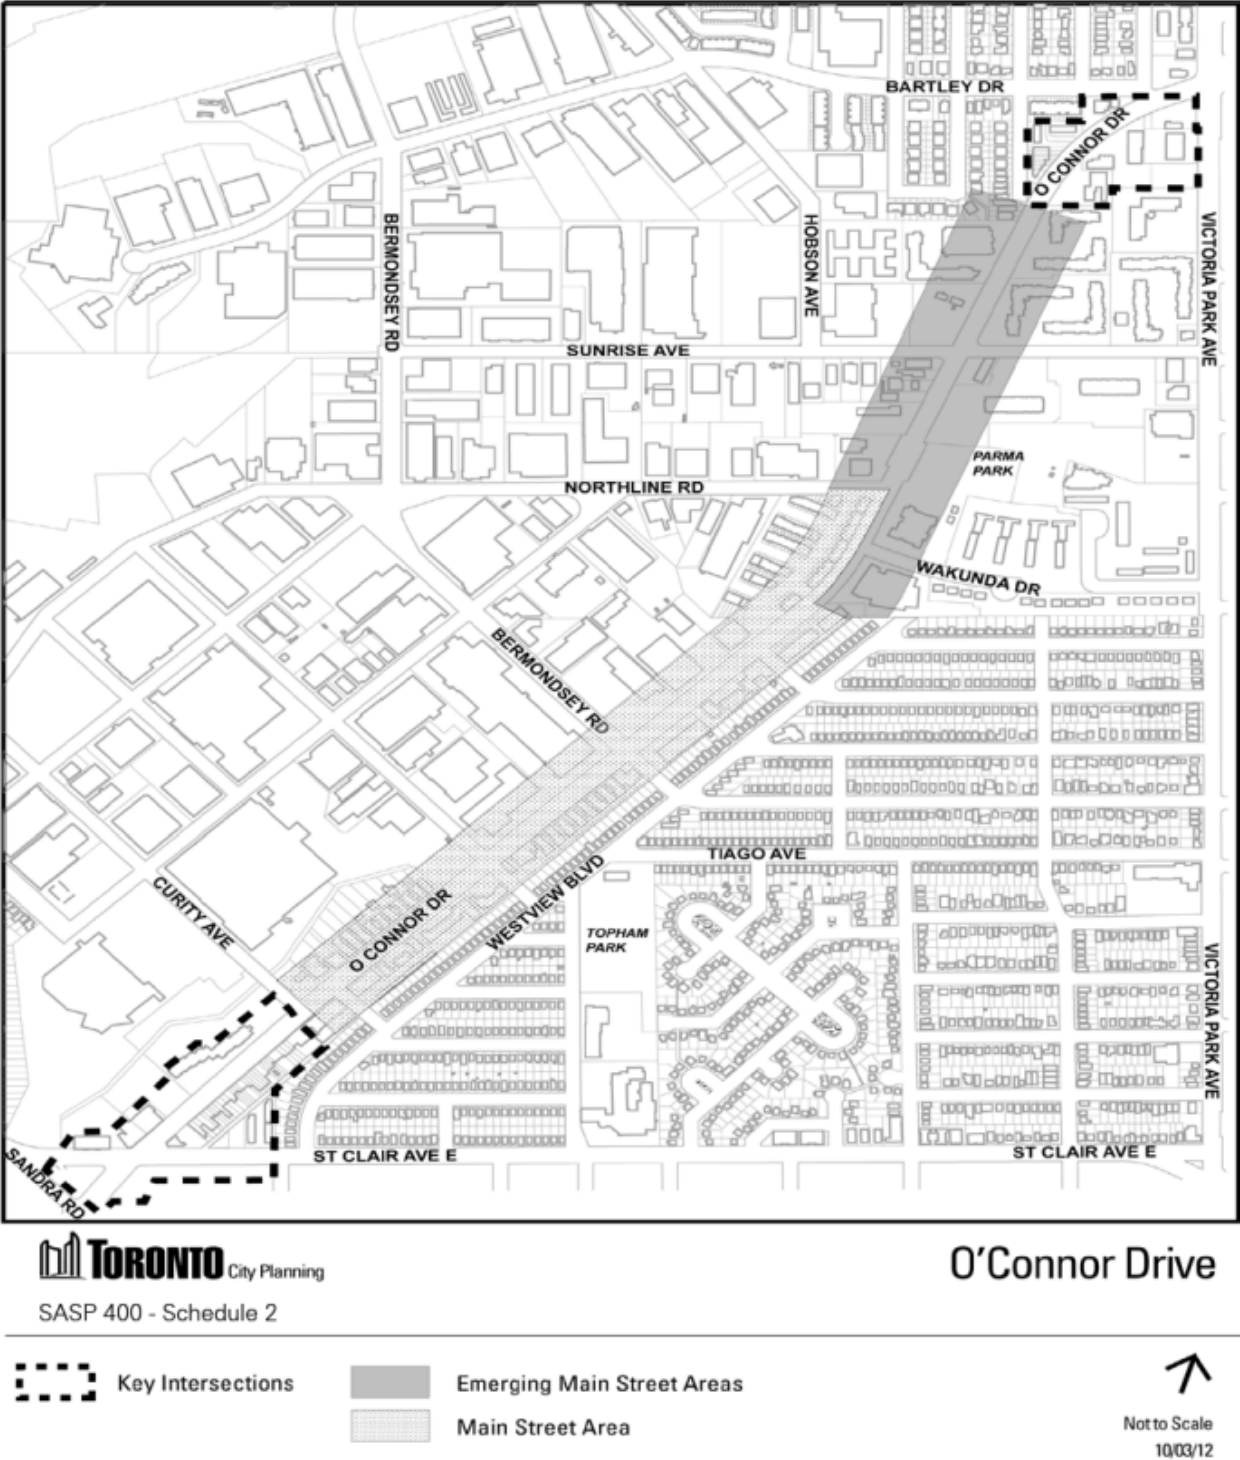 BARTLEY DR
O CONNOR DR
BERMONDSEY RD
HOBSON AVE
VICTORIA PARK AVE
SUNRISE AVE
PARMA
PARK
NORTHLINE RD
WAKUNDA DR
BERMONDSEY RD
TIAGO AVE
CURITY AVE
O CONNOR DR
WESTVIEW BLVD
TOPHAM
PARK
VICTORIA PARK AVE
SANDRA RD
ST CLAIR AVE E
ST CLAIR AVE E
TORONTO City Planning
O'Connor Drive
SASP 400 - Schedule 2
Key Intersections
Emerging Main Street Areas
Main Street Area
Not to Scale
10/03/12